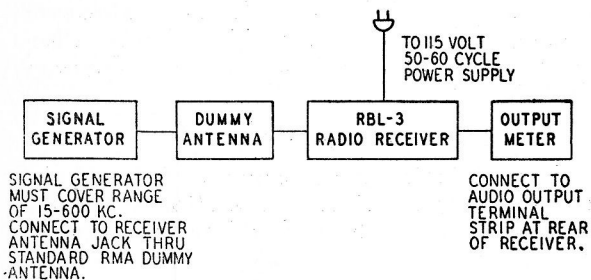 TO 115 VOLT
50-60 CYCLE
POWER SUPPLY
SIGNAL
GENERATOR
DUMMY
ANTENNA
RBL-3
RADIO RECEIVER
OUTPUT
METER
SIGNAL GENERATOR
MUST COVER RANGE
OF 15-600 KC.
CONNECT TO RECEIVER
ANTENNA JACK THRU
STANDARD RMA DUMMY
ANTENNA.
CONNECT TO
AUDIO OUTPUT
TERMINAL
STRIP AT REAR
OF RECEIVER.